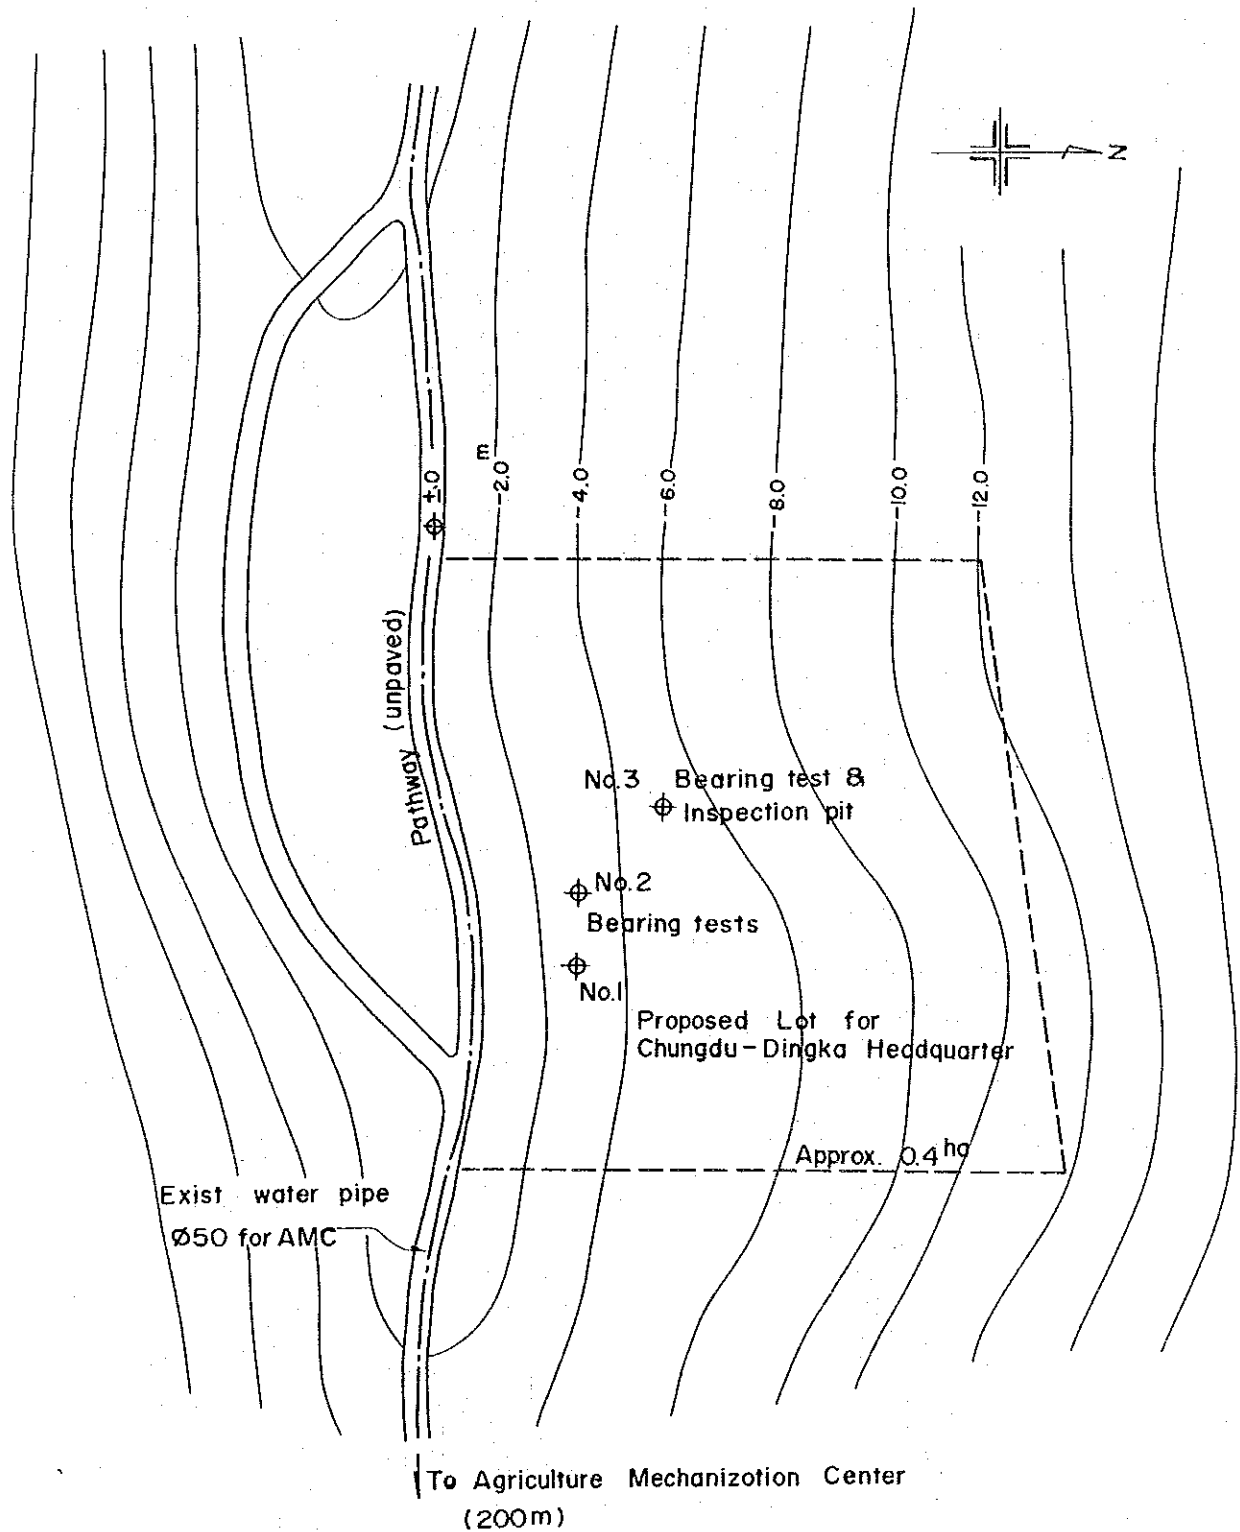 N
m
±.0
-2.0
-4.0
-6.0
-8.0
-10.0
-12.0
Pathway (unpaved)
No.3 Bearing test &
Inspection pit
No.2
Bearing tests
No.1
Proposed Lot for
Chungdu-Dingka Headquarter
Approx. 0.4 ha
Exist water pipe
Ø50 for AMC
To Agriculture Mechanization Center
(200m)